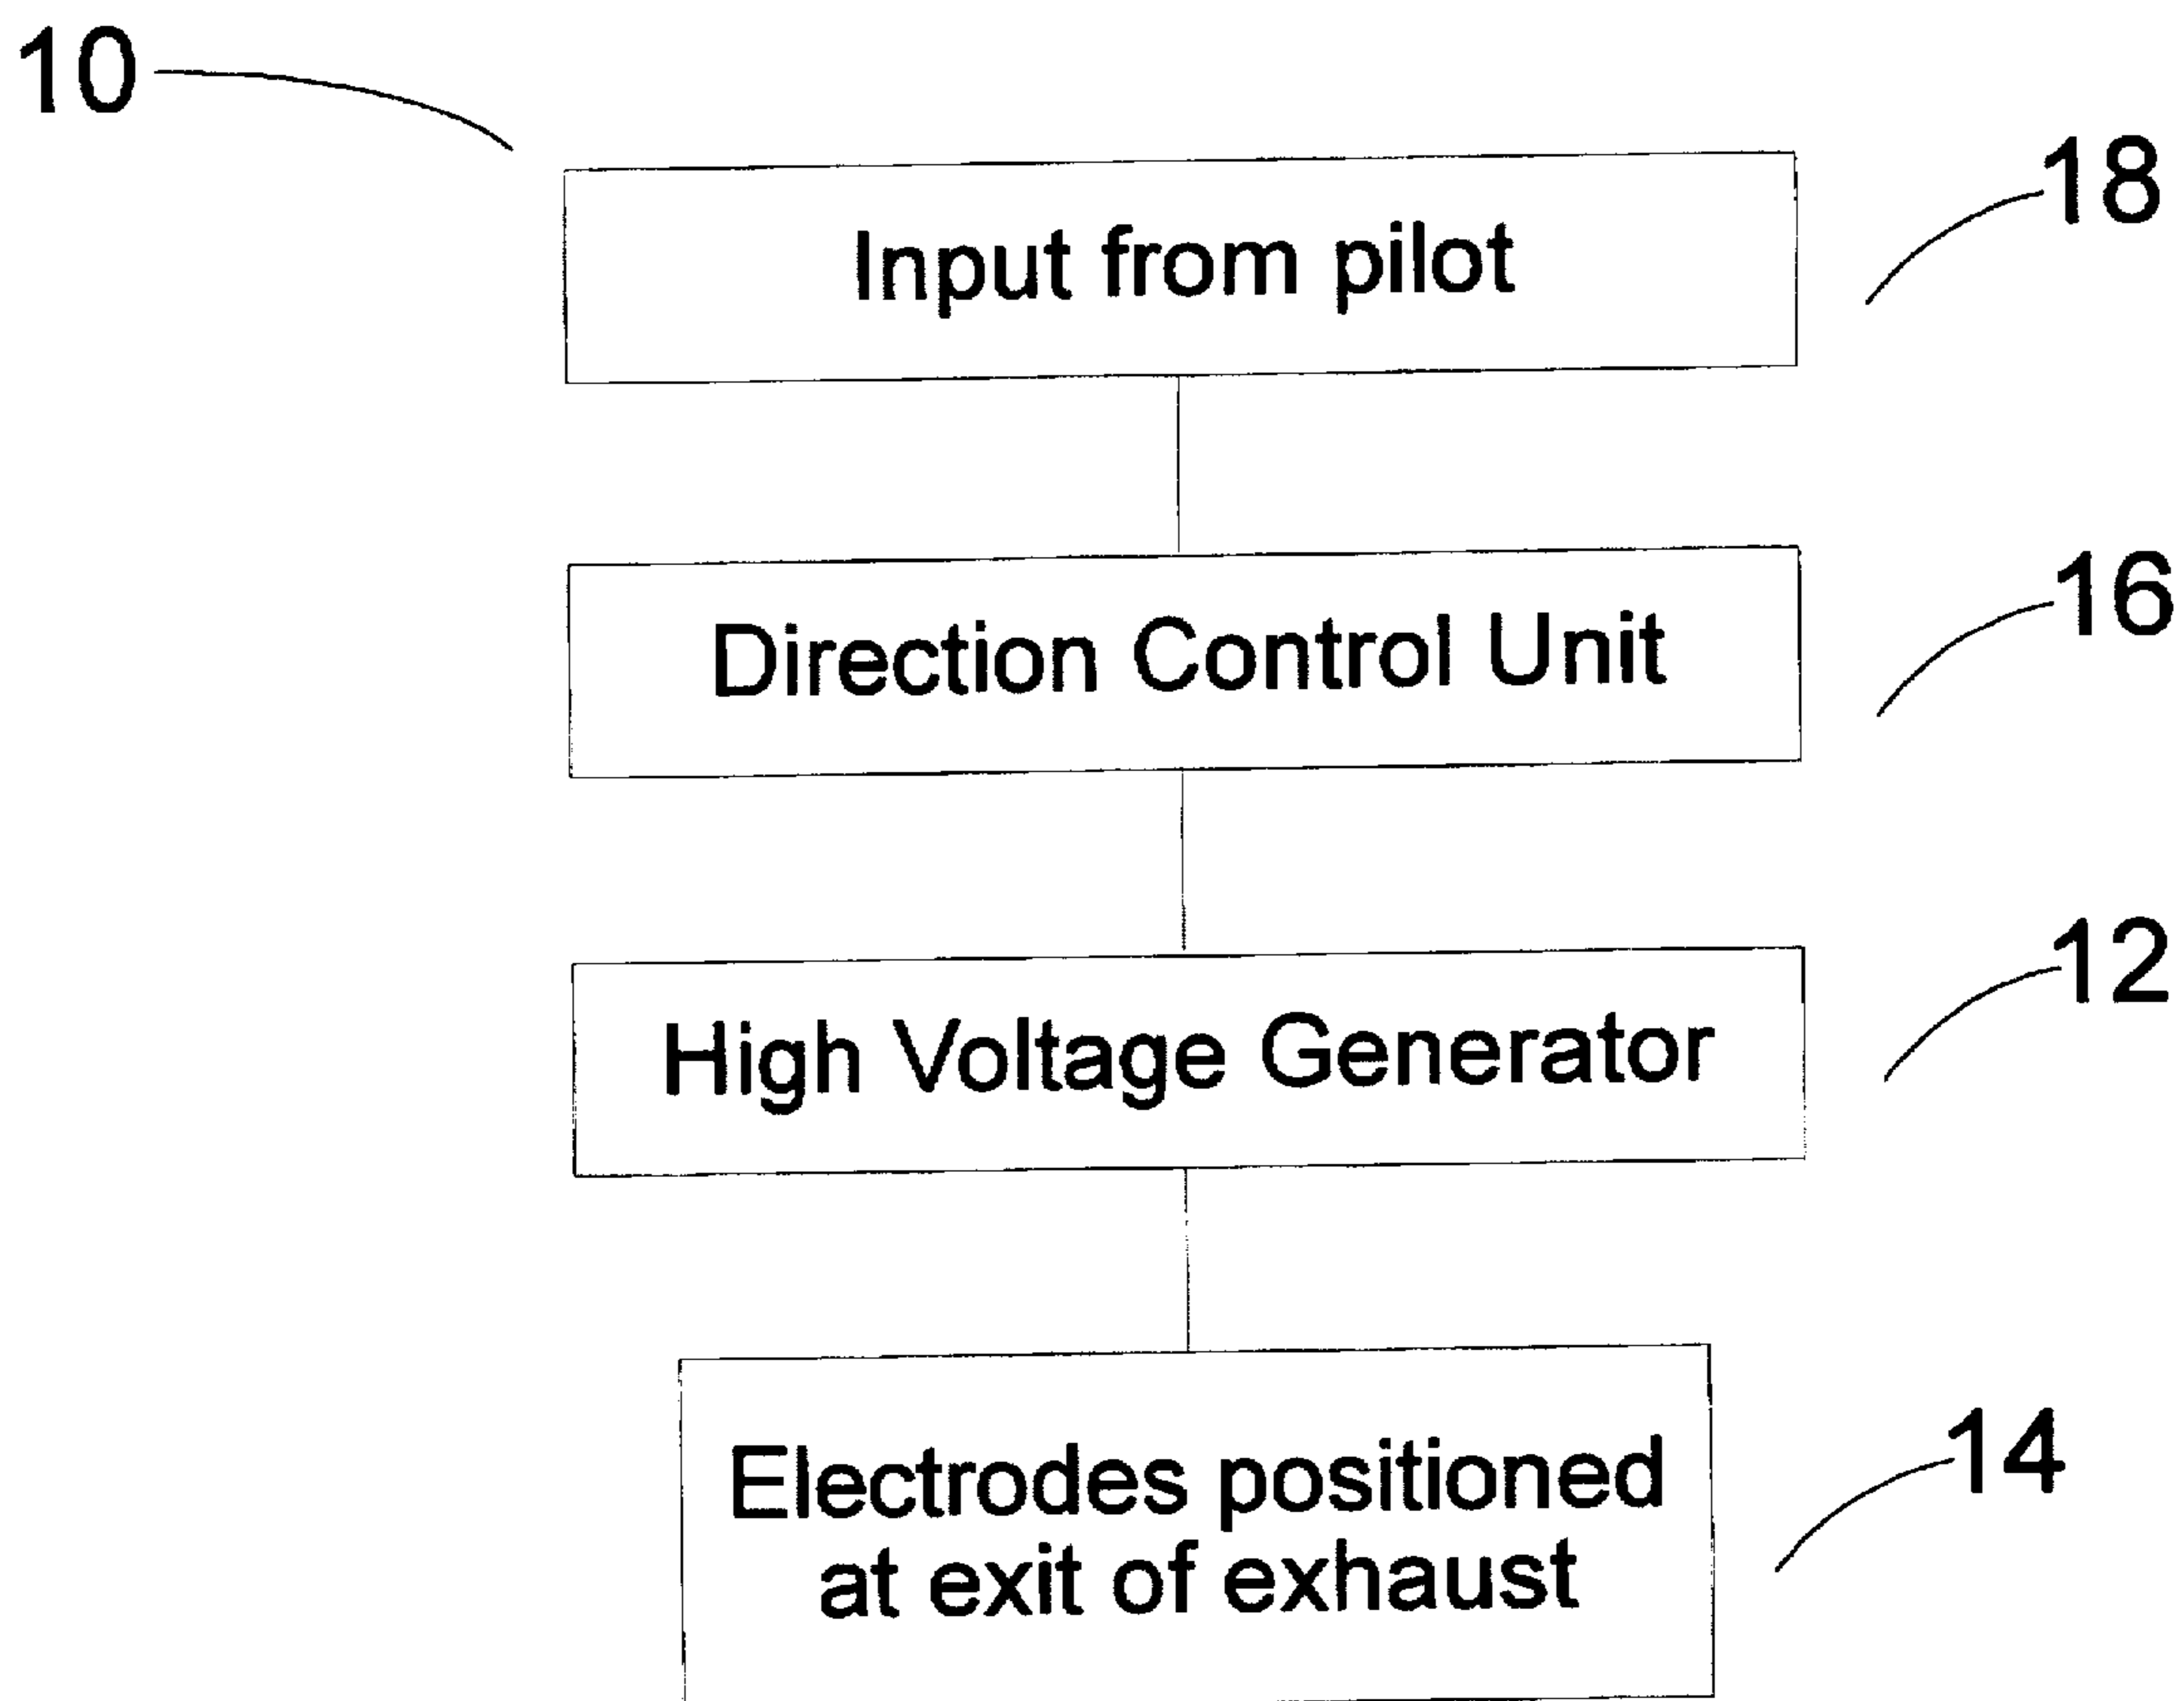 10
18
Input from pilot
16
Direction Control Unit
12
High Voltage Generator
14
Electrodes positioned
at exit of exhaust